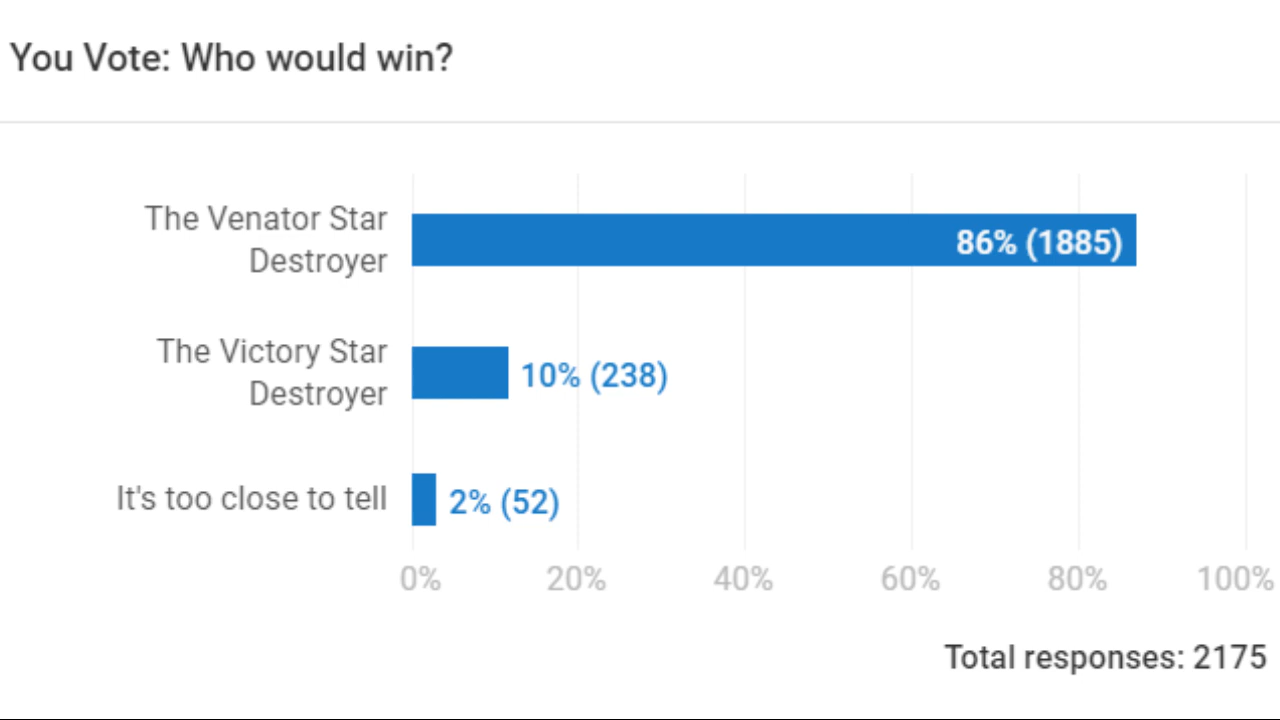 You Vote: Who would win?
The Venator Star
Destroyer
86% (1885)
The Victory Star
Destroyer
10% (238)
It's too close to tell
2% (52)
0% 20% 40% 60% 80% 100%
Total responses: 2175